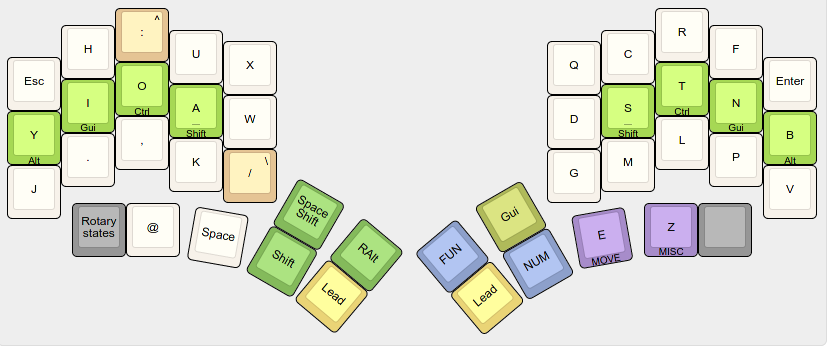 Esc
H
^
:
U
X
Y
Alt
I
Gui
O
Ctrl
A
Shift
W
J
.
,
K
\
/
Rotary
states
@
Space
Space
Shift
Shift
RAlt
Lead
Q
C
R
F
Enter
D
S
Shift
T
Ctrl
N
Gui
B
Alt
G
M
L
P
V
FUN
Gui
NUM
Lead
E
MOVE
Z
MISC